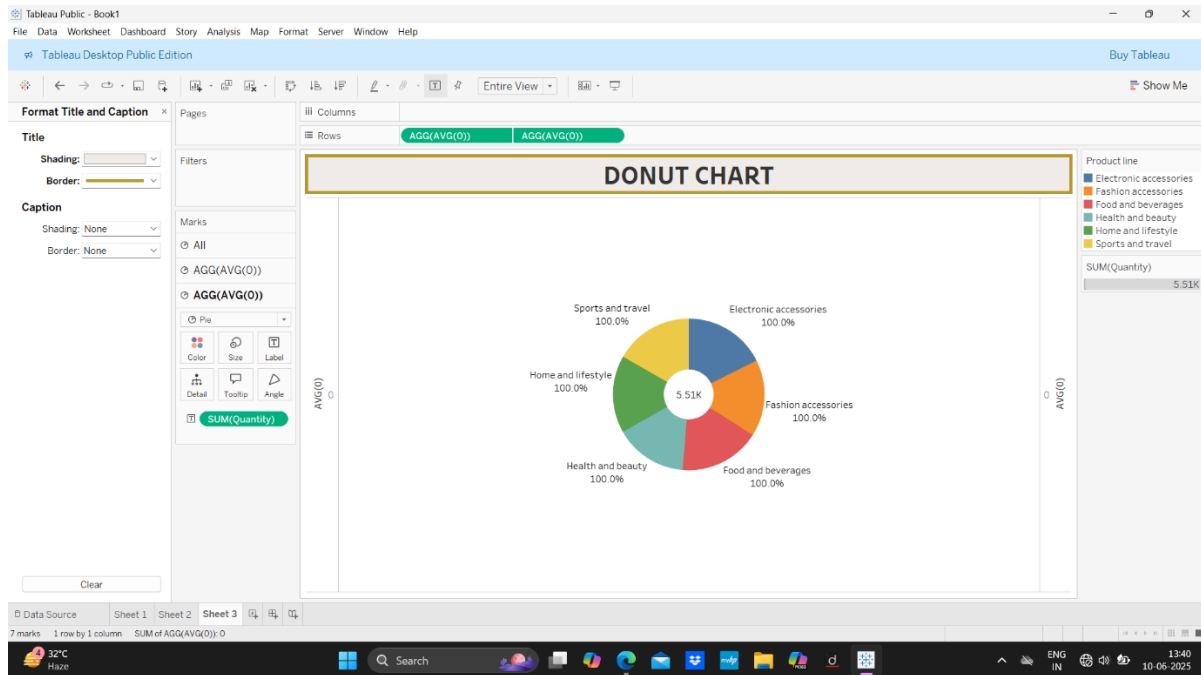 Tableau Public - Book1
File Data Worksheet Dashboard Story Analysis Map Format Server Window Help
Tableau Desktop Public Edition
Buy Tableau
Entire View
Show Me
Format Title and Caption
Title
Shading:
Border:
Caption
Shading: None
Border: None
Clear
Pages
Filters
Marks
All
AGG(AVG(0))
AGG(AVG(0))
Pie
Color Size Label
Detail Tooltip Angle
SUM(Quantity)
Columns
Rows AGG(AVG(0)) AGG(AVG(0))
DONUT CHART
AVG(0)
0
Sports and travel
100.0%
Electronic accessories
100.0%
Home and lifestyle
100.0%
5.51K
Fashion accessories
100.0%
Health and beauty
100.0%
Food and beverages
100.0%
0
AVG(0)
Product line
Electronic accessories
Fashion accessories
Food and beverages
Health and beauty
Home and lifestyle
Sports and travel
SUM(Quantity)
5.51K
Data Source Sheet 1 Sheet 2 Sheet 3
7 marks 1 row by 1 column SUM of AGG(AVG(0)): 0
4
32°C
Haze
Search
ENG
IN
13:40
10-06-2025